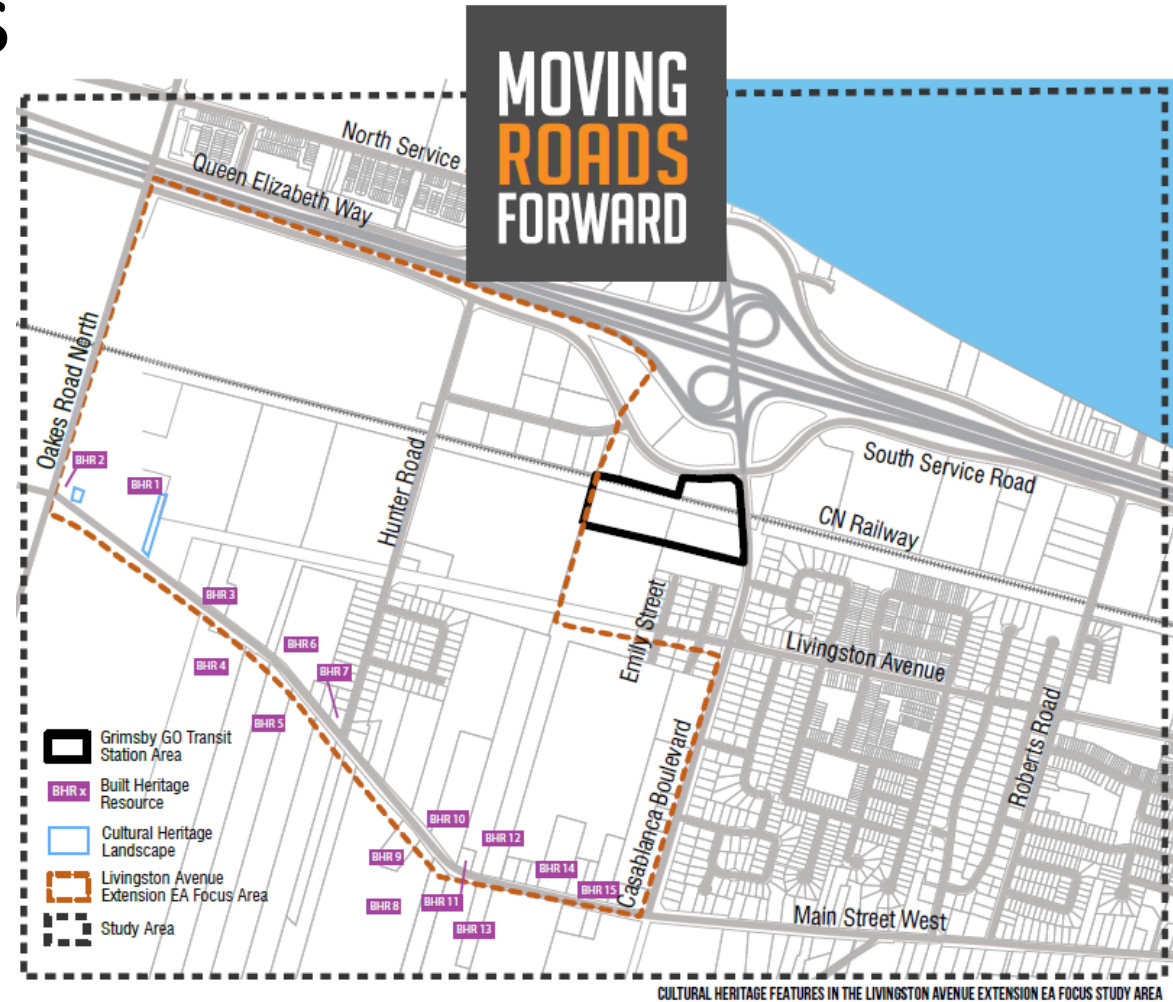 s
MOVING
ROADS
FORWARD
North Service
Queen Elizabeth Way
Oakes Road North
BHR 2
BHR 1
Hunter Road
South Service Road
CN Railway
BHR 3
Emily Street
BHR 6
BHR 4
Livingston Avenue
BHR 7
BHR 5
Roberts Road
Casablanca Boulevard
Grimsby GO Transit
Station Area
BHR x
Built Heritage
Resource
Cultural Heritage
Landscape
Livingston Avenue
Extension EA Focus Area
Study Area
BHR 10
BHR 12
BHR 9
BHR 14
BHR 15
BHR 8
BHR 11
BHR 13
Main Street West
CULTURAL HERITAGE FEATURES IN THE LIVINGSTON AVENUE EXTENSION EA FOCUS STUDY AREA